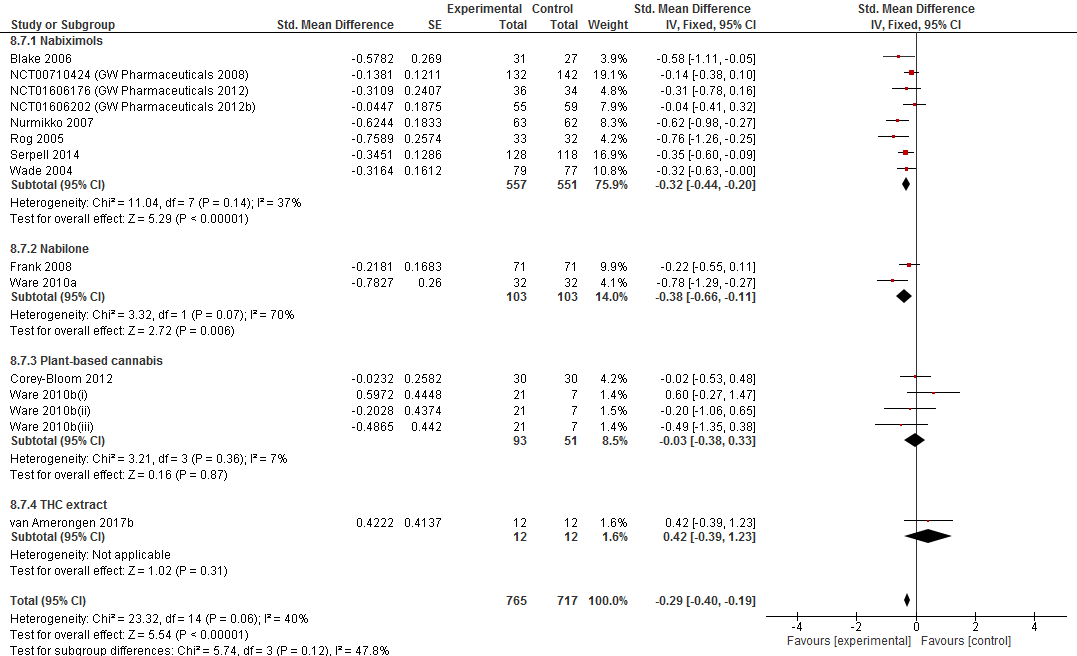 Experimental Control
Std. Mean Difference
Std. Mean Difference
Study or Subgroup Std. Mean Difference SE Total Total Weight IV, Fixed, 95% CI IV, Fixed, 95% CI
8.7.1 Nabiximols
Blake 2006 -0.5782 0.269 31 27 3.9% -0.58 [-1.11, -0.05]
NCT00710424 (GW Pharmaceuticals 2008) -0.1381 0.1211 132 142 19.1% -0.14 [-0.38, 0.10]
NCT01606176 (GW Pharmaceuticals 2012) -0.3109 0.2407 36 34 4.8% -0.31 [-0.78, 0.16]
NCT01606202 (GW Pharmaceuticals 2012b) -0.0447 0.1875 55 59 7.9% -0.04 [-0.41, 0.32]
Nurmikko 2007 -0.6244 0.1833 63 62 8.3% -0.62 [-0.98, -0.27]
Rog 2005 -0.7589 0.2574 33 32 4.2% -0.76 [-1.26, -0.25]
Serpell 2014 -0.3451 0.1286 128 118 16.9% -0.35 [-0.60, -0.09]
Wade 2004 -0.3164 0.1612 79 77 10.8% -0.32 [-0.63, -0.00]
Subtotal (95% CI) 557 551 75.9% -0.32 [-0.44, -0.20]
Heterogeneity: Chi² = 11.04, df = 7 (P = 0.14); I² = 37%
Test for overall effect: Z = 5.29 (P < 0.00001)
8.7.2 Nabilone
Frank 2008 -0.2181 0.1683 71 71 9.9% -0.22 [-0.55, 0.11]
Ware 2010a -0.7827 0.26 32 32 4.1% -0.78 [-1.29, -0.27]
Subtotal (95% CI) 103 103 14.0% -0.38 [-0.66, -0.11]
Heterogeneity: Chi² = 3.32, df = 1 (P = 0.07); I² = 70%
Test for overall effect: Z = 2.72 (P = 0.006)
8.7.3 Plant-based cannabis
Corey-Bloom 2012 -0.0232 0.2582 30 30 4.2% -0.02 [-0.53, 0.48]
Ware 2010b(i) 0.5972 0.4448 21 7 1.4% 0.60 [-0.27, 1.47]
Ware 2010b(ii) -0.2028 0.4374 21 7 1.5% -0.20 [-1.06, 0.65]
Ware 2010b(iii) -0.4865 0.442 21 7 1.4% -0.49 [-1.35, 0.38]
Subtotal (95% CI) 93 51 8.5% -0.03 [-0.38, 0.33]
Heterogeneity: Chi² = 3.21, df = 3 (P = 0.36); I² = 7%
Test for overall effect: Z = 0.16 (P = 0.87)
8.7.4 THC extract
van Amerongen 2017b 0.4222 0.4137 12 12 1.6% 0.42 [-0.39, 1.23]
Subtotal (95% CI) 12 12 1.6% 0.42 [-0.39, 1.23]
Heterogeneity: Not applicable
Test for overall effect: Z = 1.02 (P = 0.31)
Total (95% CI) 765 717 100.0% -0.29 [-0.40, -0.19]
Heterogeneity: Chi² = 23.32, df = 14 (P = 0.06); I² = 40%
Test for overall effect: Z = 5.54 (P < 0.00001)
Test for subgroup differences: Chi² = 5.74, df = 3 (P = 0.12), I² = 47.8%
-4 -2 0 2 4
Favours [experimental] Favours [control]